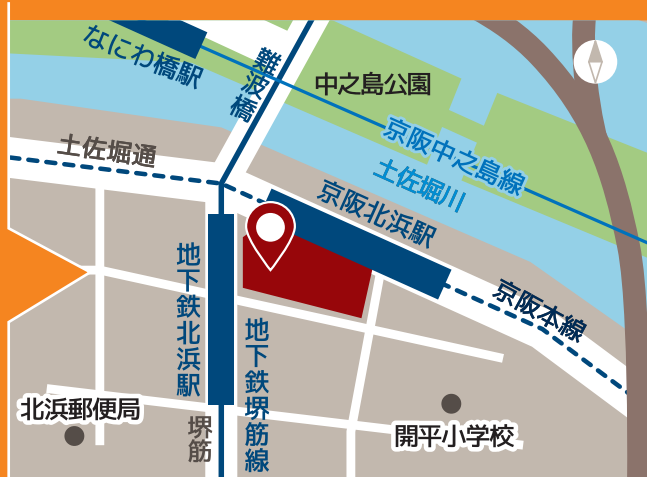 なにわ橋駅
難波橋
中之島公園
京阪中之島線
土佐堀通
土佐堀川
京阪北浜駅
地下鉄北浜駅
京阪本線
地下鉄堺筋線
北浜郵便局
堺筋
開平小学校